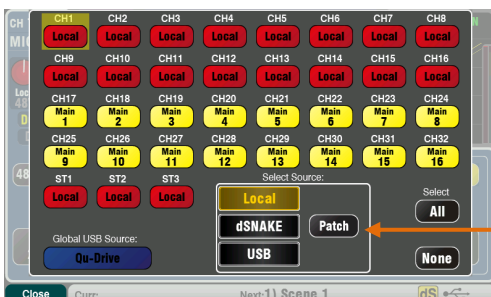 CH1 CH2 CH3 CH4 CH5 CH6 CH7 CH8
Local Local Local Local Local Local Local Local
CH9 CH10 CH11 CH12 CH13 CH14 CH15 CH16
Local Local Local Local Local Local Local Local
CH17 CH18 CH19 CH20 CH21 CH22 CH23 CH24
Main Main Main Main Main Main Main Main
1 2 3 4 5 6 7 8
CH25 CH26 CH27 CH28 CH29 CH30 CH31 CH32
Main Main Main Main Main Main Main Main
9 10 11 12 13 14 15 16
ST1 ST2 ST3 Select Source:
Local Local Local Local
Select
All
dSNAKE Patch
Global USB Source:
Qu-Drive USB None
Close Curr: Next:1) Scene 1 dS